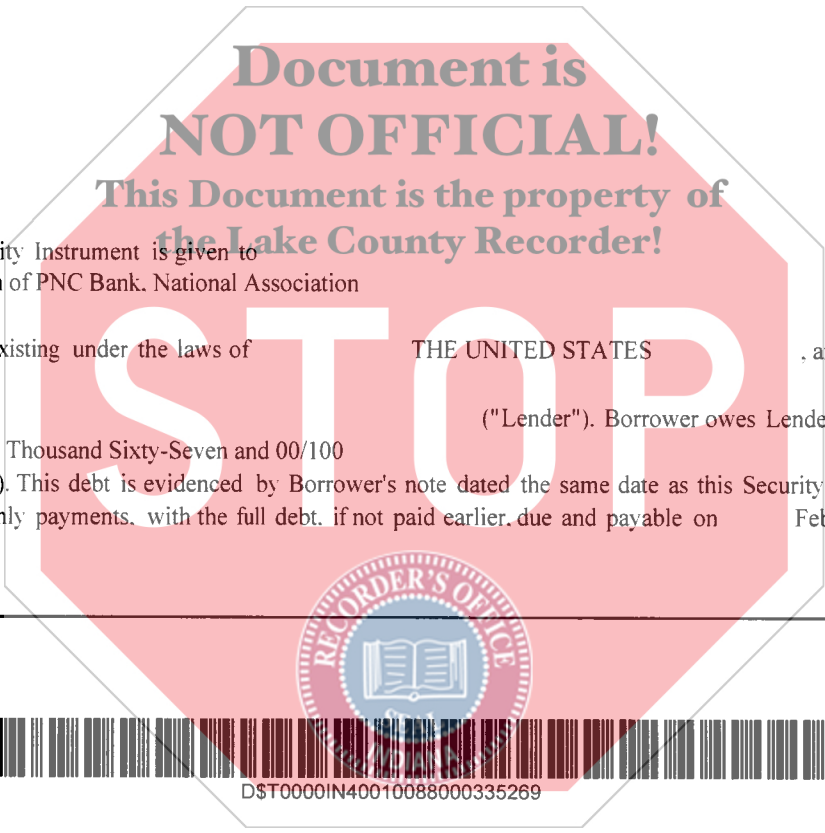 Document is
NOT OFFICIAL!
This Document is the property of
the Lake County Recorder!
ity Instrument is given to
of PNC Bank. National Association
xisting under the laws of THE UNITED STATES , a
("Lender"). Borrower owes Lende
Thousand Sixty-Seven and 00/100
). This debt is evidenced by Borrower's note dated the same date as this Security
ly payments. with the full debt. if not paid earlier. due and payable on Feb
STOP
RECORDER'S OFFICE
SEAL
INDIANA
D$T0000IN40010088000335269